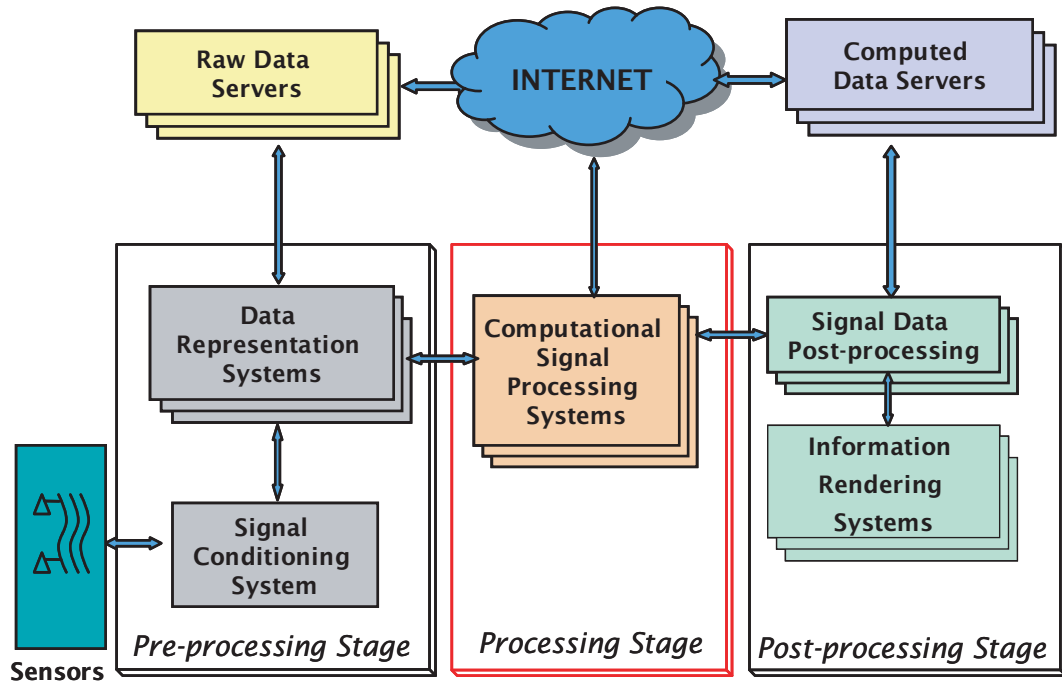 Raw Data
Servers
INTERNET
Computed
Data Servers
Data
Representation
Systems
Computational
Signal
Processing
Systems
Signal Data
Post-processing
Information
Rendering
Systems
Signal
Conditioning
System
Sensors
Pre-processing Stage
Processing Stage
Post-processing Stage